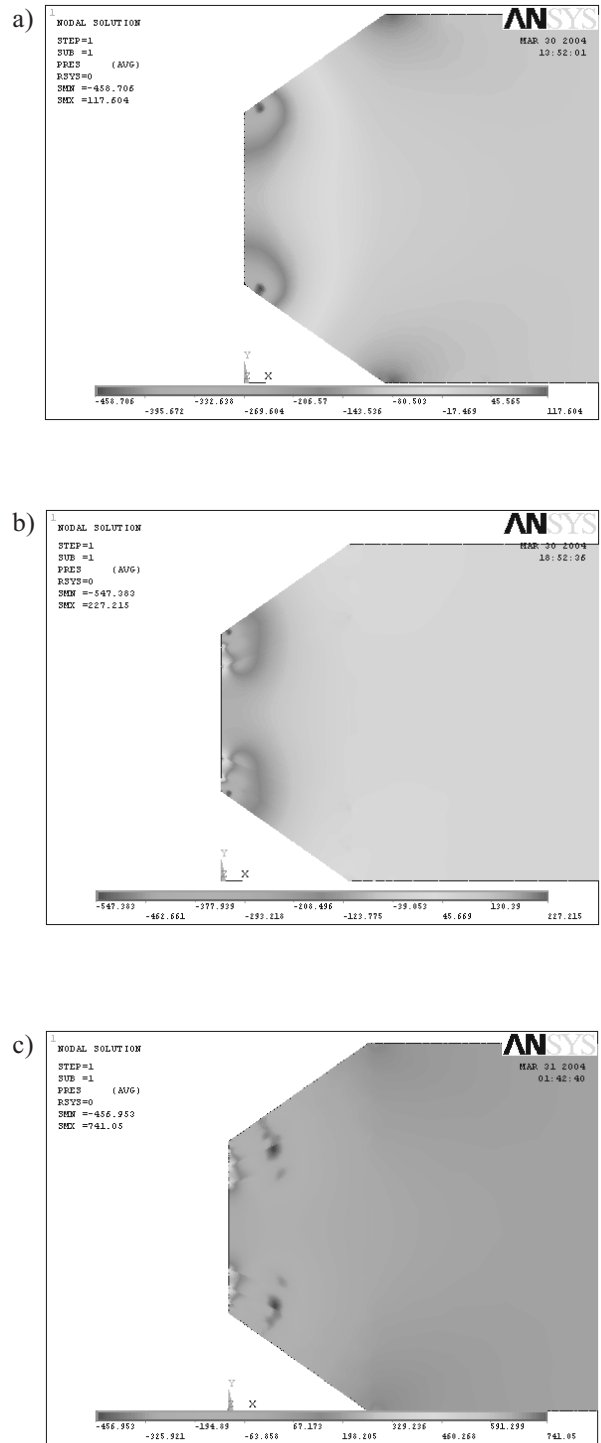 a)
1
NODAL SOLUTION
STEP=1
SUB =1
PRES (AVG)
RSYS=0
SMN =-458.706
SMX =117.604
ANSYS
MAR 30 2004
13:52:01
Y
Z X
-458.706 -332.638 -206.57 -80.503 45.565
-395.672 -269.604 -143.536 -17.469 117.604
b)
1
NODAL SOLUTION
STEP=1
SUB =1
PRES (AVG)
RSYS=0
SMN =-547.383
SMX =227.215
ANSYS
MAR 30 2004
18:52:36
Y
Z X
-547.383 -377.939 -208.496 -39.053 130.39
-462.661 -293.218 -123.775 45.669 227.215
c)
1
NODAL SOLUTION
STEP=1
SUB =1
PRES (AVG)
RSYS=0
SMN =-456.953
SMX =741.05
ANSYS
MAR 31 2004
01:42:40
Y
Z X
-456.953 -194.89 67.173 329.236 591.299
-325.921 -63.858 198.205 460.268 741.05